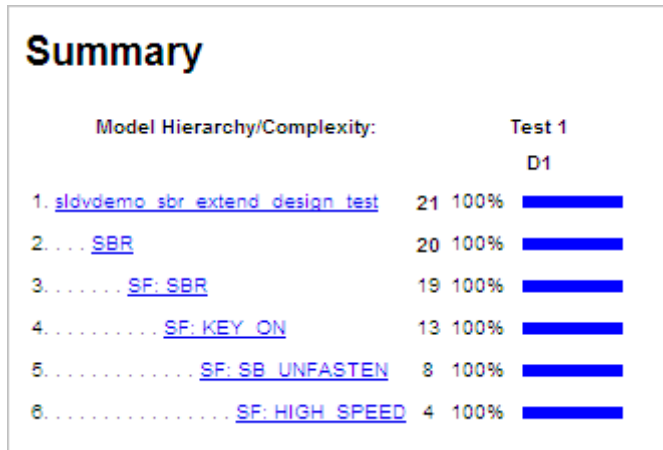 Summary
Model Hierarchy/Complexity: Test 1
D1
1. sldvdemo_sbr_extend_design_test 21 100%
2. . . . SBR 20 100%
3. . . . . . . SF: SBR 19 100%
4. . . . . . . . . . SF: KEY_ON 13 100%
5. . . . . . . . . . . . . SF: SB_UNFASTEN 8 100%
6. . . . . . . . . . . . . . . . SF: HIGH_SPEED 4 100%